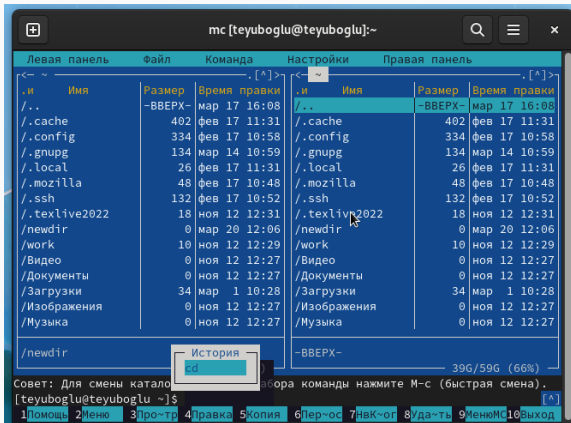 mc [teyuboglu@teyuboglu]:~
Левая панель Файл Команда Настройки Правая панель
<─ ~ .[^]> <─ ~ .[^]>
.и Имя Размер Время правки .и Имя Размер Время правки
/.. -ВВЕРХ- мар 17 16:08 /.. -ВВЕРХ- мар 17 16:08
/.cache 402 фев 17 11:31 /.cache 402 фев 17 11:31
/.config 334 фев 17 10:58 /.config 334 фев 17 10:58
/.gnupg 134 мар 14 10:59 /.gnupg 134 мар 14 10:59
/.local 26 фев 17 11:31 /.local 26 фев 17 11:31
/.mozilla 48 фев 17 10:48 /.mozilla 48 фев 17 10:48
/.ssh 132 фев 17 10:52 /.ssh 132 фев 17 10:52
/.texlive2022 18 ноя 12 12:31 /.texlive2022 18 ноя 12 12:31
/newdir 0 мар 20 12:06 /newdir 0 мар 20 12:06
/work 10 ноя 12 12:29 /work 10 ноя 12 12:29
/Видео 0 ноя 12 12:27 /Видео 0 ноя 12 12:27
/Документы 0 ноя 12 12:27 /Документы 0 ноя 12 12:27
/Загрузки 34 мар 1 10:28 /Загрузки 34 мар 1 10:28
/Изображения 0 ноя 12 12:27 /Изображения 0 ноя 12 12:27
/Музыка 0 ноя 12 12:27 /Музыка 0 ноя 12 12:27
/newdir История -ВВЕРХ-
cd 39G/59G (66%)
Совет: Для смены катало бора команды нажмите M-c (быстрая смена).
[teyuboglu@teyuboglu ~]$ [^]
1Помощь 2Меню 3Про~тр 4Правка 5Копия 6Пер~ос 7НвК~ог 8Уда~ть 9МенюMC 10Выход